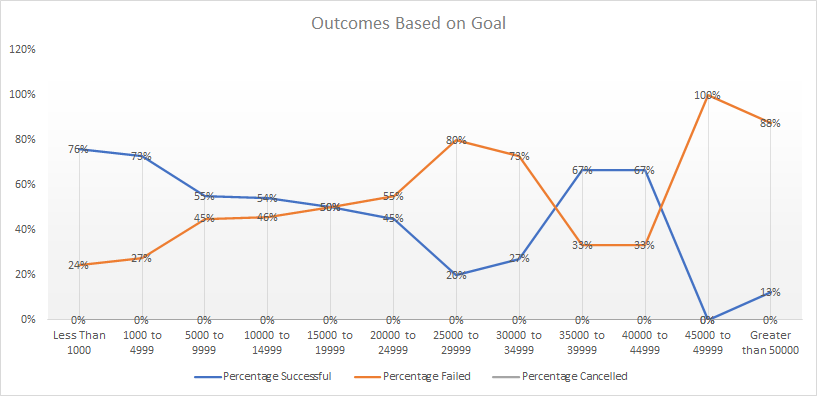 Outcomes Based on Goal
120%
100%
80%
60%
40%
20%
0%
76% 73% 55% 54% 50% 45% 20% 27% 67% 67% 0% 13%
24% 27% 45% 46% 50% 55% 80% 73% 33% 33% 100% 88%
0% 0% 0% 0% 0% 0% 0% 0% 0% 0% 0% 0%
Less Than 1000 to 5000 to 10000 to 15000 to 20000 to 25000 to 30000 to 35000 to 40000 to 45000 to Greater
1000 4999 9999 14999 19999 24999 29999 34999 39999 44999 49999 than 50000
Percentage Successful Percentage Failed Percentage Cancelled